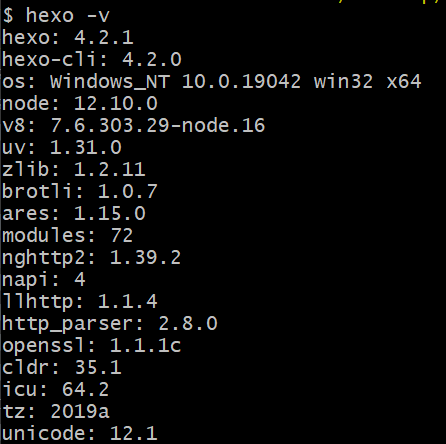 $ hexo -v
hexo: 4.2.1
hexo-cli: 4.2.0
os: Windows_NT 10.0.19042 win32 x64
node: 12.10.0
v8: 7.6.303.29-node.16
uv: 1.31.0
zlib: 1.2.11
brotli: 1.0.7
ares: 1.15.0
modules: 72
nghttp2: 1.39.2
napi: 4
llhttp: 1.1.4
http_parser: 2.8.0
openssl: 1.1.1c
cldr: 35.1
icu: 64.2
tz: 2019a
unicode: 12.1